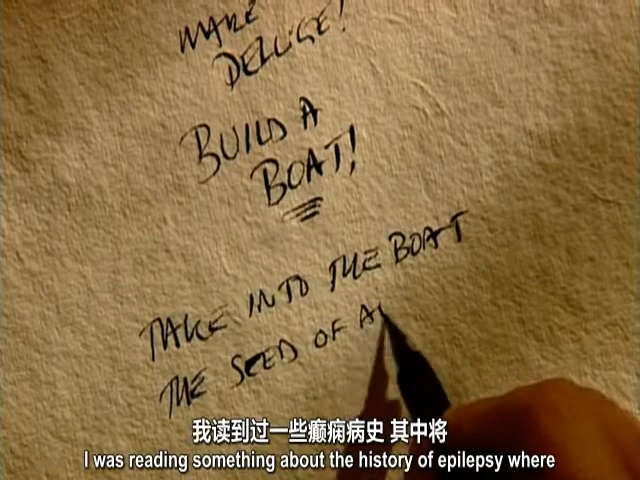 MAKE
DELUGE!
BUILD A
BOAT!
TAKE INTO THE BOAT
THE SEED OF A
我读到过一些癫痫病史 其中将
I was reading something about the history of epilepsy where